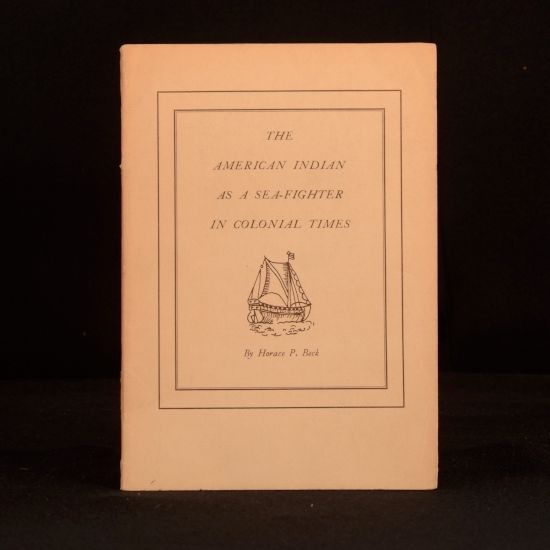 THE
AMERICAN INDIAN
AS A SEA-FIGHTER
IN COLONIAL TIMES
By Horace P. Beck